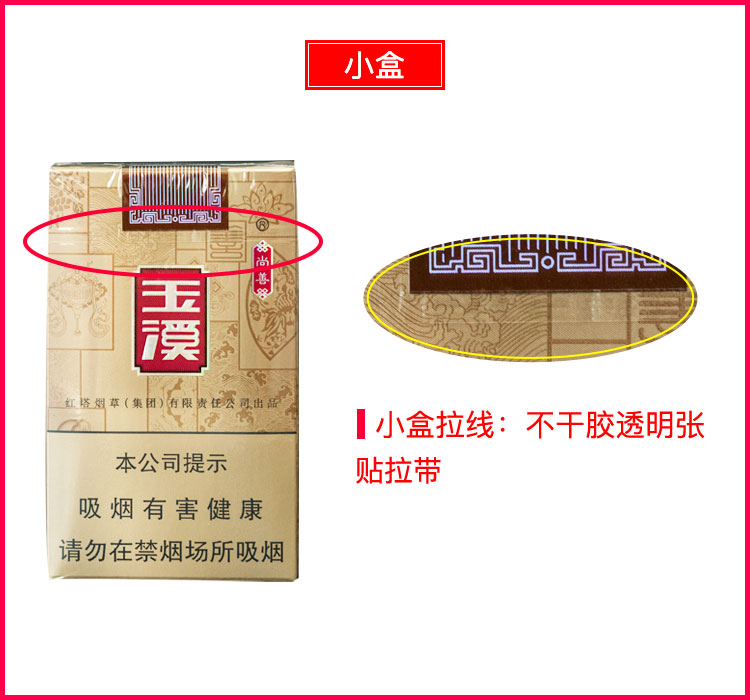 小盒
尚善
玉溪
红塔烟草(集团)有限责任公司出品
本公司提示
吸烟有害健康
请勿在禁烟场所吸烟
小盒拉线：不干胶透明张
贴拉带